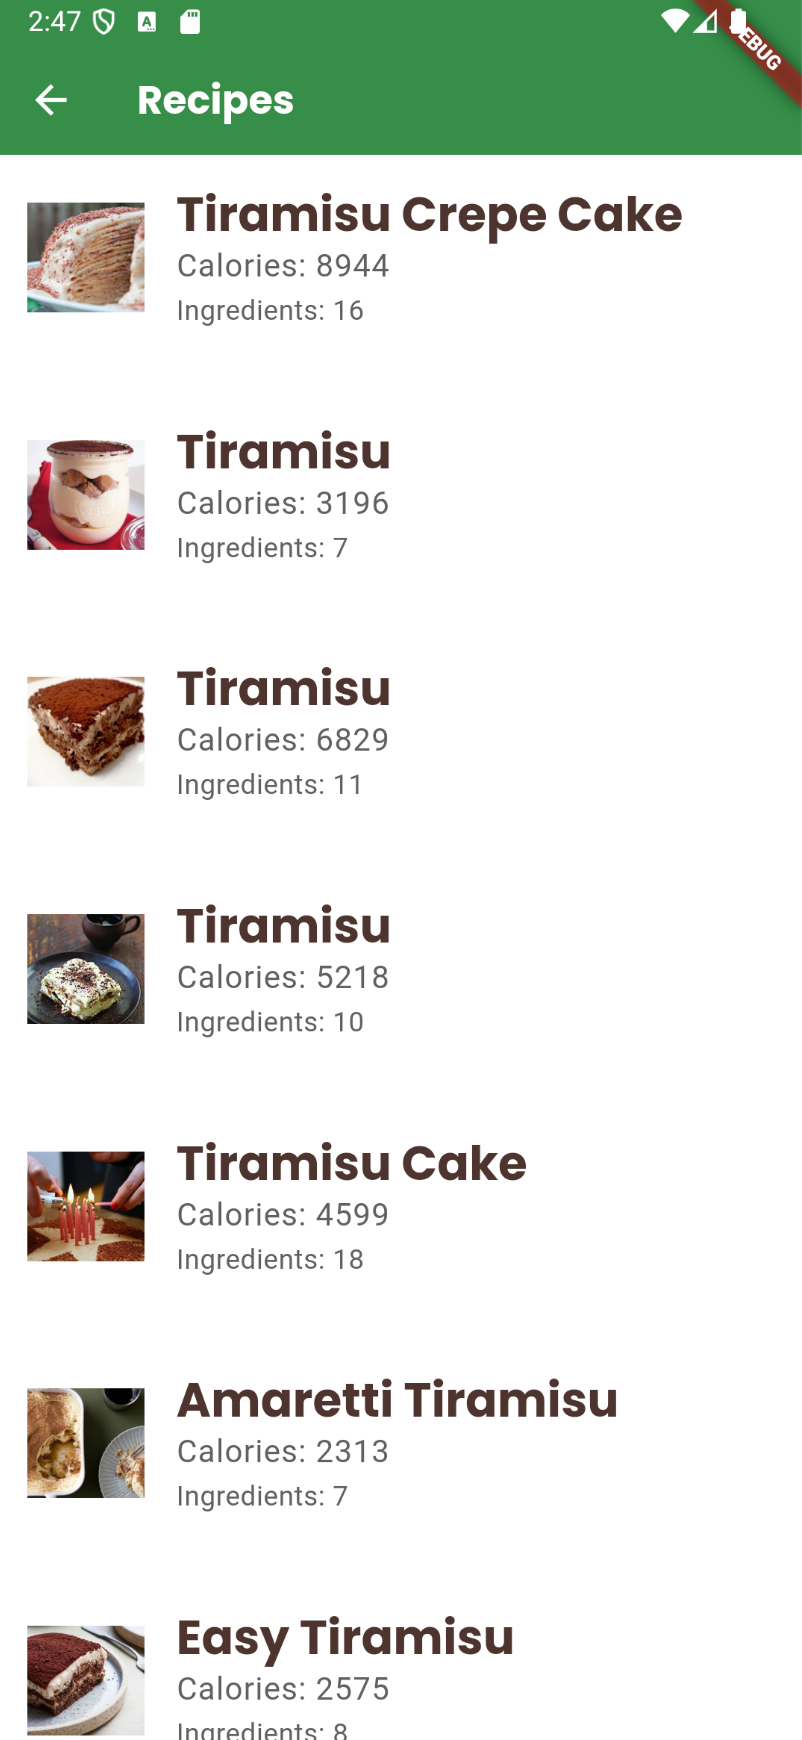 2:47
DEBUG
Recipes
Tiramisu Crepe Cake
Calories: 8944
Ingredients: 16
Tiramisu
Calories: 3196
Ingredients: 7
Tiramisu
Calories: 6829
Ingredients: 11
Tiramisu
Calories: 5218
Ingredients: 10
Tiramisu Cake
Calories: 4599
Ingredients: 18
Amaretti Tiramisu
Calories: 2313
Ingredients: 7
Easy Tiramisu
Calories: 2575
Ingredients: 8